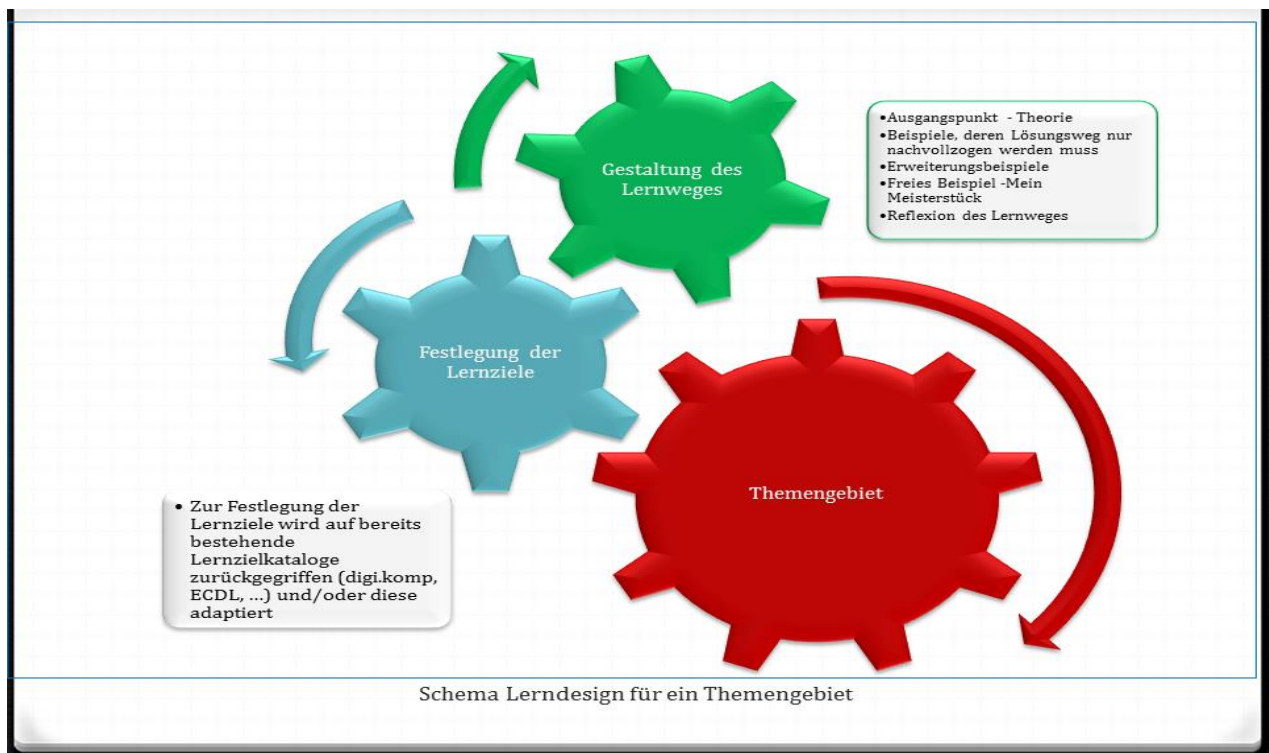 Gestaltung des
Lernweges
•Ausgangspunkt - Theorie
•Beispiele, deren Lösungsweg nur
nachvollzogen werden muss
•Erweiterungsbeispiele
•Freies Beispiel -Mein
Meisterstück
•Reflexion des Lernweges
Festlegung der
Lernziele
Themengebiet
• Zur Festlegung der
Lernziele wird auf bereits
bestehende
Lernzielkataloge
zurückgegriffen (digi.komp,
ECDL, ...) und/oder diese
adaptiert
Schema Lerndesign für ein Themengebiet